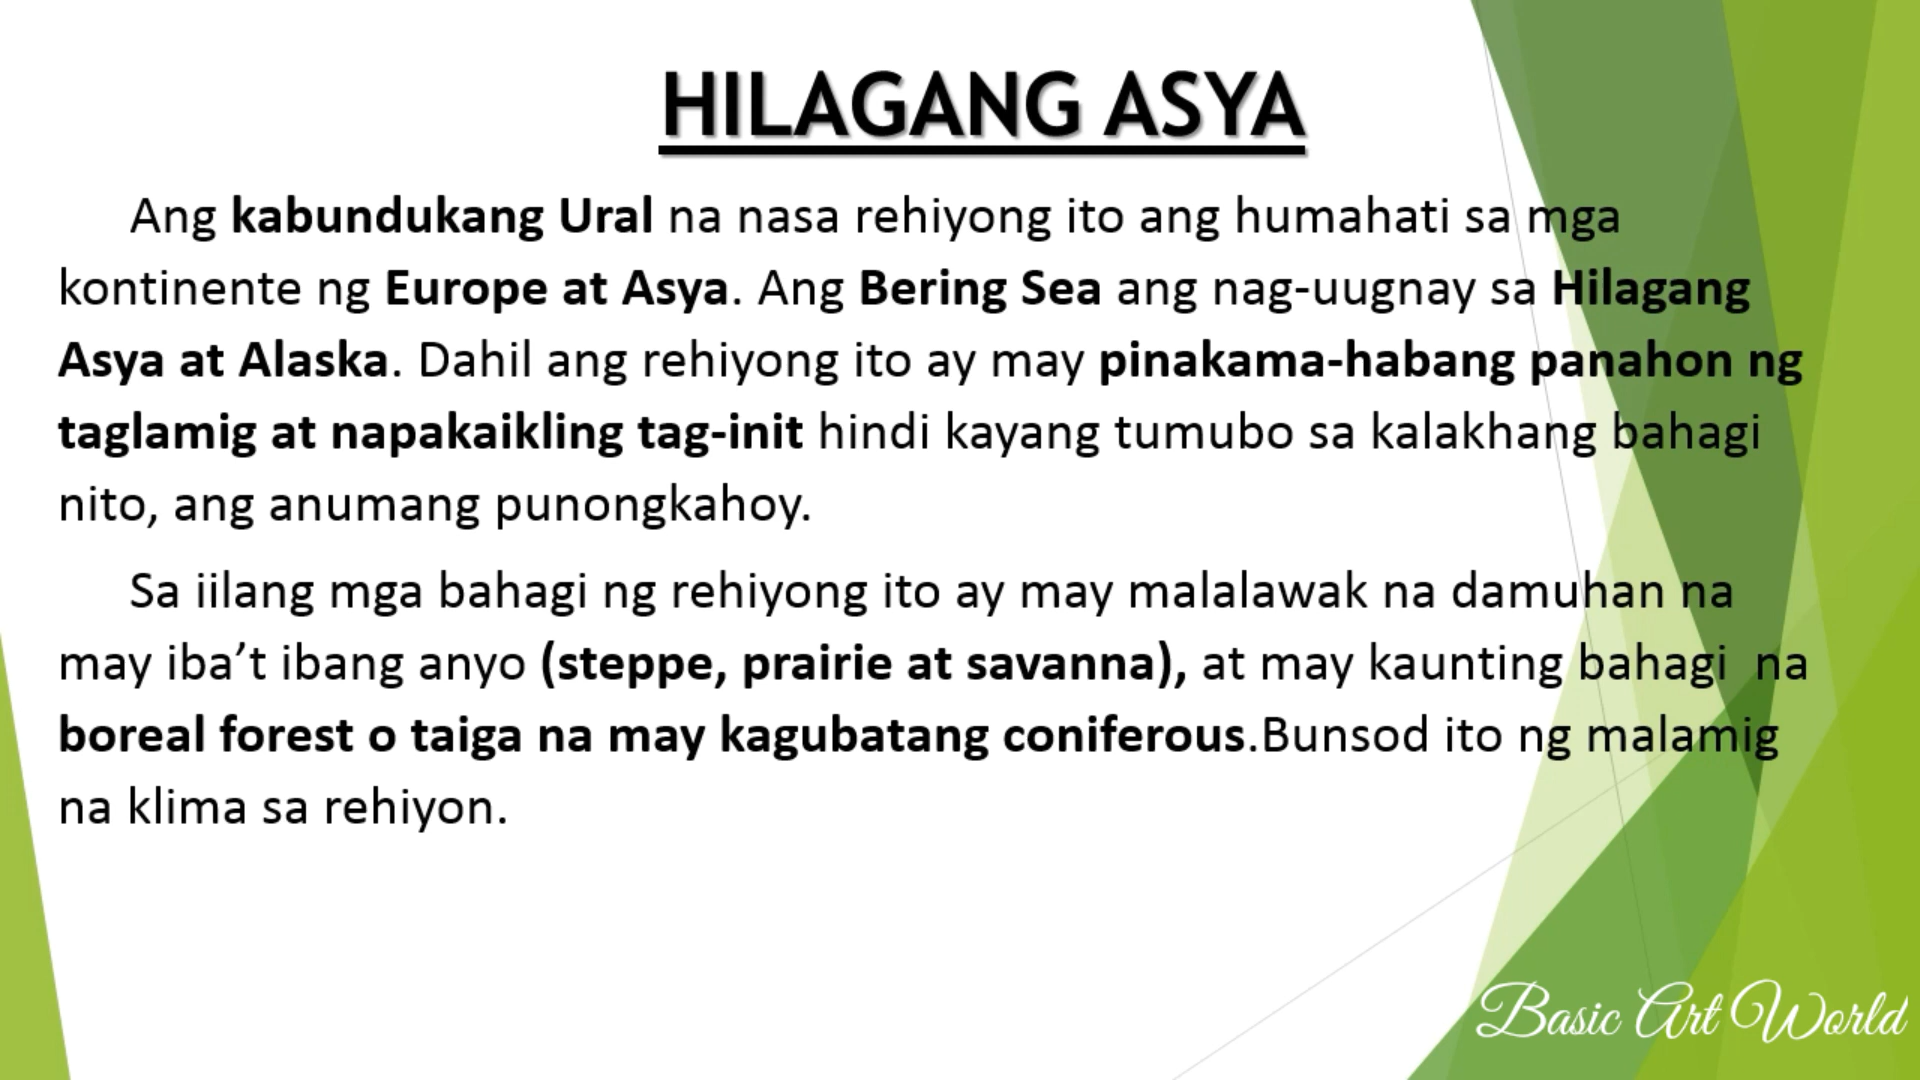 HILAGANG ASYA
Ang kabundukang Ural na nasa rehiyong ito ang humahati sa mga
kontinente ng Europe at Asya. Ang Bering Sea ang nag-uugnay sa Hilagang
Asya at Alaska. Dahil ang rehiyong ito ay may pinakama-habang panahon ng
taglamig at napakaikling tag-init hindi kayang tumubo sa kalakhang bahagi
nito, ang anumang punongkahoy.
Sa iilang mga bahagi ng rehiyong ito ay may malalawak na damuhan na
may iba’t ibang anyo (steppe, prairie at savanna), at may kaunting bahagi  na
boreal forest o taiga na may kagubatang coniferous.Bunsod ito ng malamig
na klima sa rehiyon.
Basic Art World